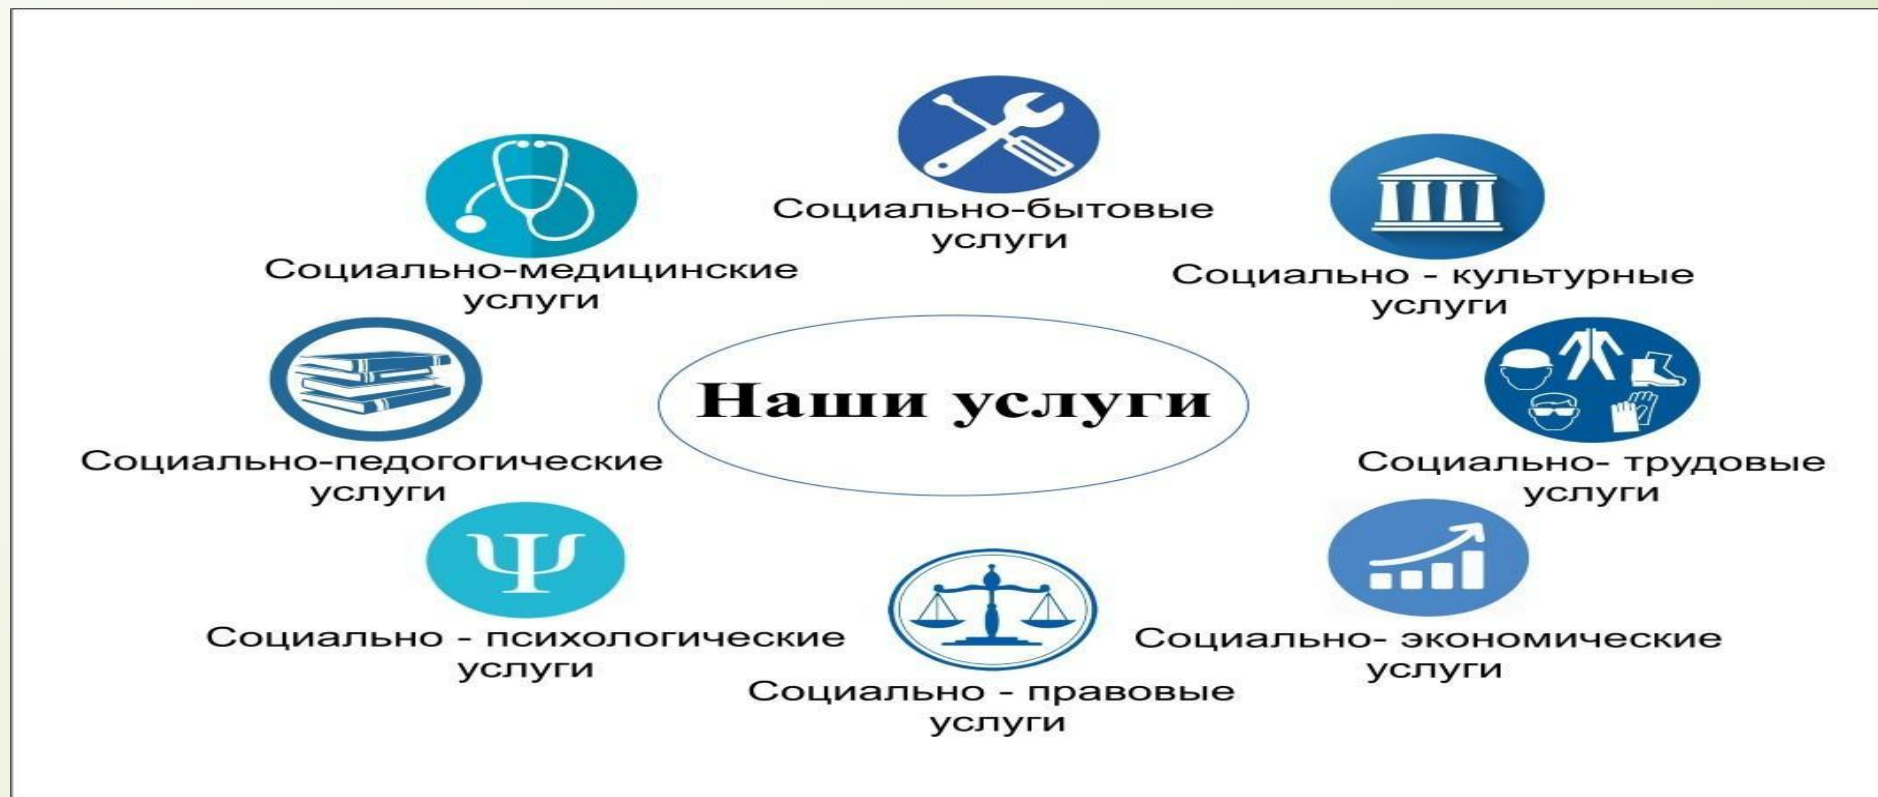 Социально-бытовые
услуги
Социально-медицинские
услуги
Социально - культурные
услуги
Наши услуги
Социально-педогогические
услуги
Социально- трудовые
услуги
Социально - психологические
услуги
Социально- экономические
услуги
Социально - правовые
услуги